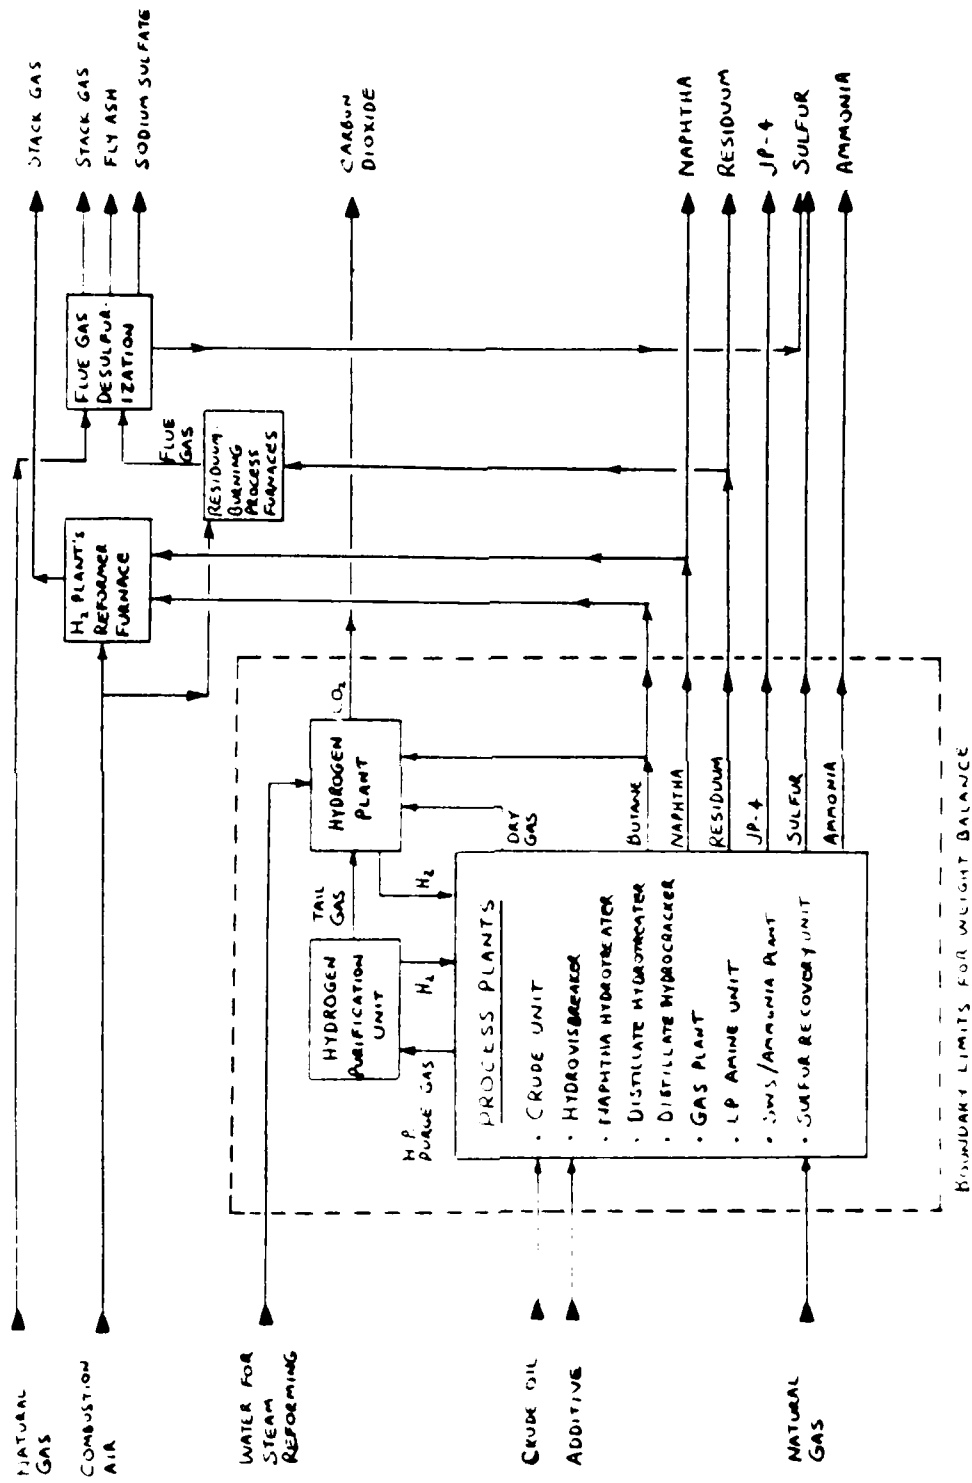 NATURAL
GAS
COMBUSTION
AIR
WATER FOR
STEAM
REFORMING
CRUDE OIL
ADDITIVE
NATURAL
GAS
H2 PLANT'S
REFORMER
FURNACE
FLUE GAS
DESULFUR-
IZATION
FLUE
GAS
RESIDUUM-
BURNING
PROCESS
FURNACES
STACK GAS
STACK GAS
FLY ASH
SODIUM SULFATE
CARBON
DIOXIDE
NAPHTHA
RESIDUUM
JP-4
SULFUR
AMMONIA
HYDROGEN
PURIFICATION
UNIT
TAIL
GAS
HYDROGEN
PLANT
CO2
H.P.
PURGE GAS
H2
H2
DRY
GAS
PROCESS PLANTS
· CRUDE UNIT
· HYDROVISBREAKER
· NAPHTHA HYDROTREATER
· DISTILLATE HYDROTREATER
· DISTILLATE HYDROCRACKER
· GAS PLANT
· LP AMINE UNIT
· SWS/AMMONIA PLANT
· SULFUR RECOVERY UNIT
BUTANE
NAPHTHA
RESIDUUM
JP-4
SULFUR
AMMONIA
BOUNDARY LIMITS FOR WEIGHT BALANCE